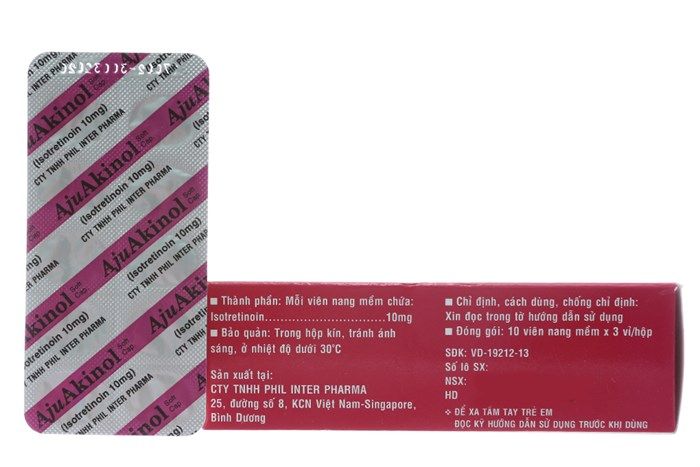 AjuAkinol Soft Cap.
(Isotretinoin 10mg)
CTY TNHH PHIL INTER PHARMA
AjuAkinol Soft Cap.
(Isotretinoin 10mg)
CTY TNHH PHIL INTER PHARMA
AjuAkinol Soft Cap.
(Isotretinoin 10mg)
CTY TNHH PHIL INTER PHARMA
AjuAkinol Soft Cap.
(Isotretinoin 10mg)
CTY TNHH PHIL INTER PHARMA
■ Thành phần: Mỗi viên nang mềm chứa:
Isotretinoin..............................10mg
■ Bảo quản: Trong hộp kín, tránh ánh
sáng, ở nhiệt độ dưới 30°C
Sản xuất tại:
CTY TNHH PHIL INTER PHARMA
25, đường số 8, KCN Việt Nam-Singapore,
Bình Dương
■ Chỉ định, cách dùng, chống chỉ định:
Xin đọc trong tờ hướng dẫn sử dụng
■ Đóng gói: 10 viên nang mềm x 3 vỉ/hộp
SĐK: VD-19212-13
Số lô SX:
NSX:
HD
❖ ĐỂ XA TẦM TAY TRẺ EM
ĐỌC KỸ HƯỚNG DẪN SỬ DỤNG TRƯỚC KHI DÙNG